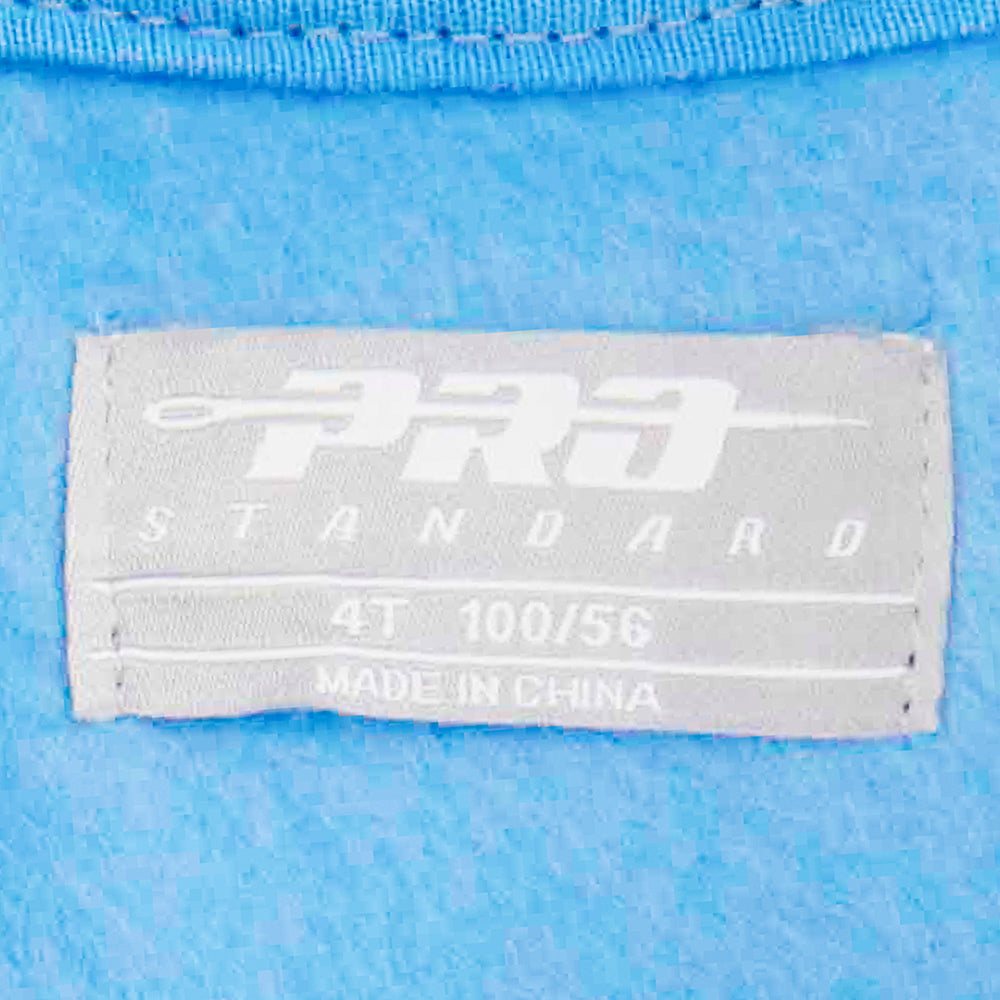 PRO
STANDARD
4T 100/56
MADE IN CHINA